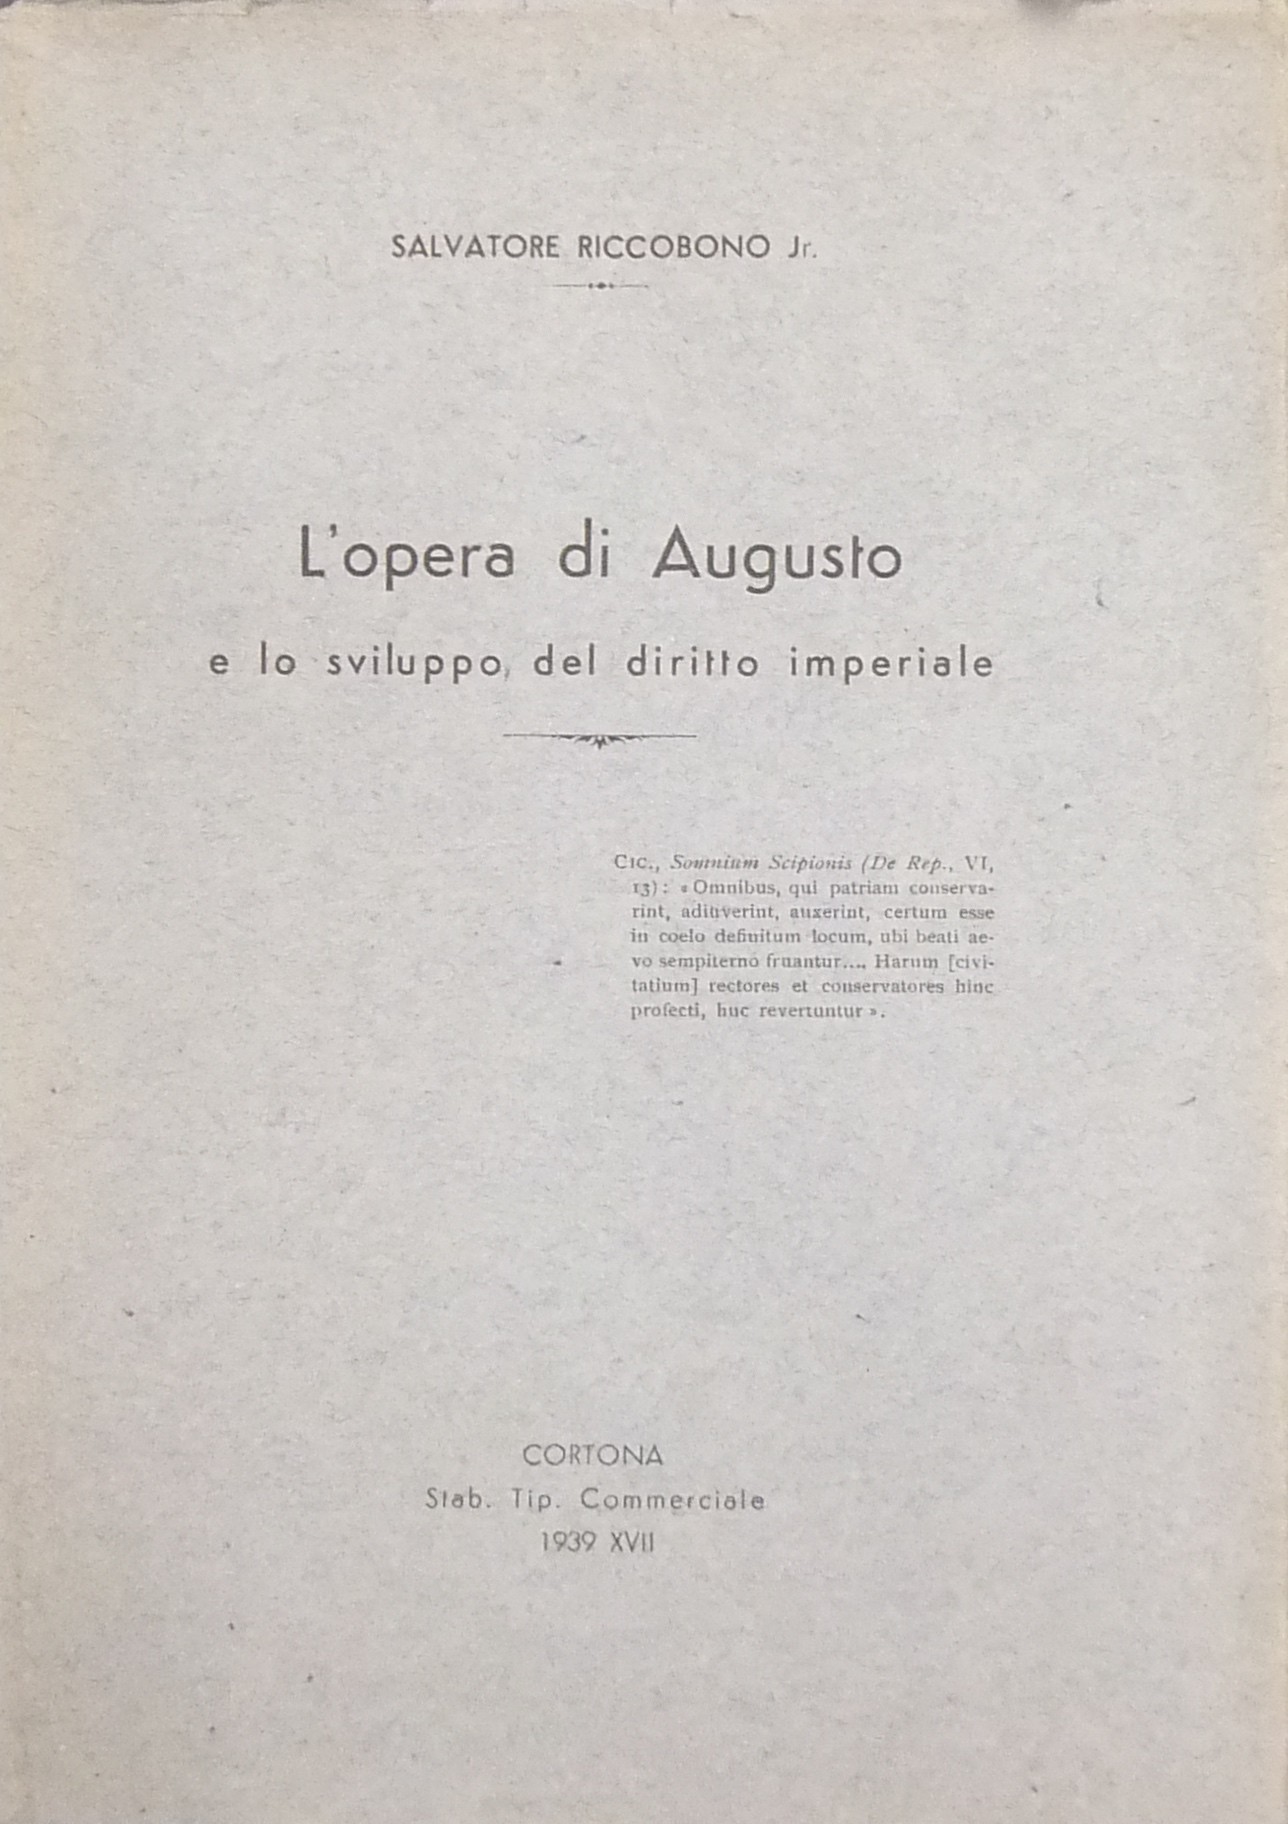 SALVATORE RICCOBONO Jr.
L'opera di Augusto
e lo sviluppo del diritto imperiale
CIC., Somnium Scipionis (De Rep., VI,
13): « Omnibus, qui patriam conserva-
rint, adiuverint, auxerint, certum esse
in coelo definitum locum, ubi beati ae-
vo sempiterno fruantur.... Harum [civi-
tatium] rectores et conservatores hinc
profecti, huc revertuntur ».
CORTONA
Stab. Tip. Commerciale
1939 XVII